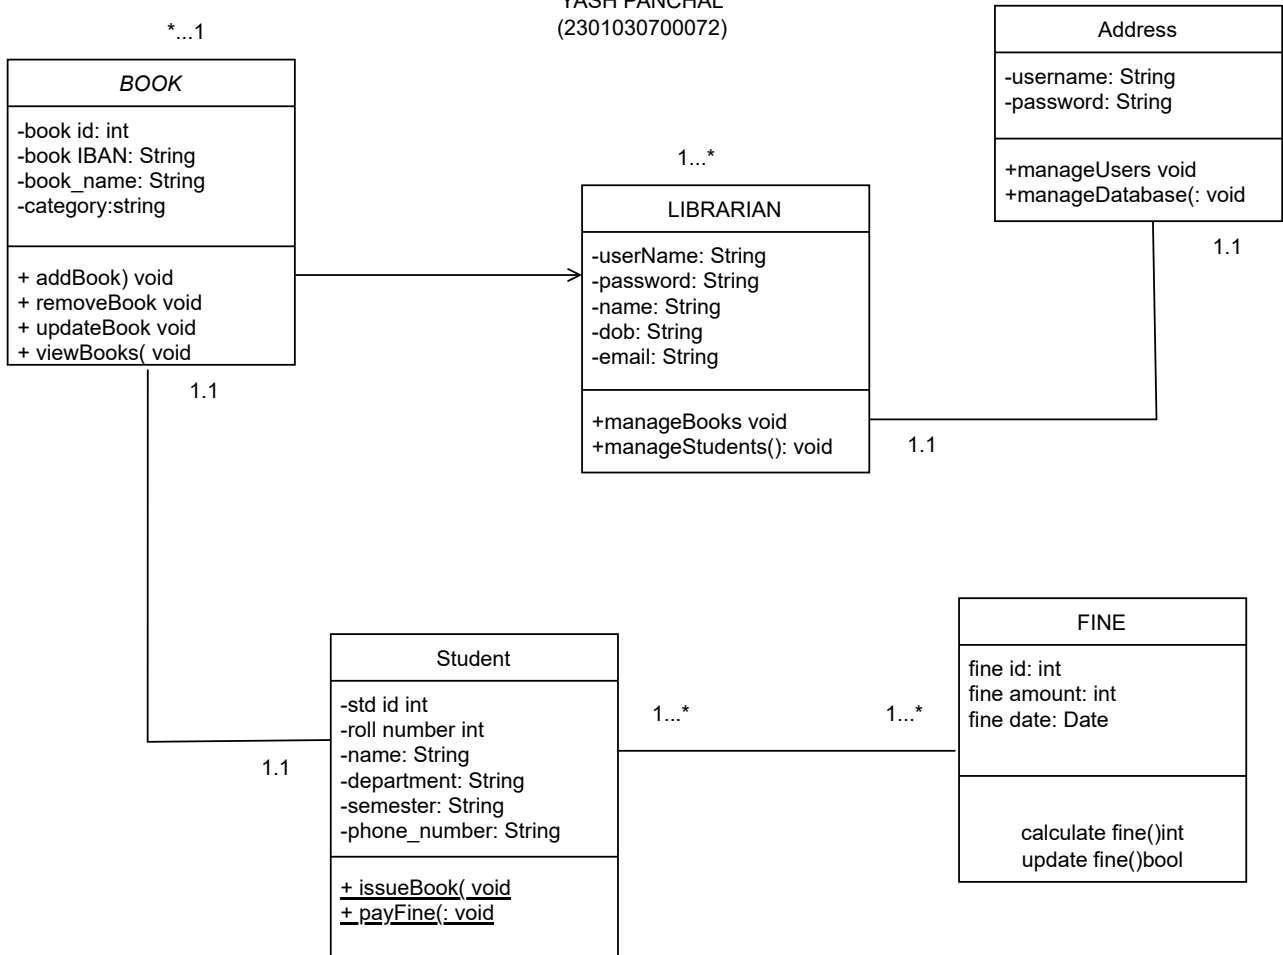 YASH PANCHAL
(2301030700072)
*...1
BOOK
-book id: int
-book IBAN: String
-book_name: String
-category:string
+ addBook) void
+ removeBook void
+ updateBook void
+ viewBooks( void
1.1
1...*
LIBRARIAN
-userName: String
-password: String
-name: String
-dob: String
-email: String
+manageBooks void
+manageStudents(): void
1.1
Address
-username: String
-password: String
+manageUsers void
+manageDatabase(: void
1.1
Student
-std id int
-roll number int
-name: String
-department: String
-semester: String
-phone_number: String
+ issueBook( void
+ payFine(: void
1.1
1...*
1...*
FINE
fine id: int
fine amount: int
fine date: Date
calculate fine()int
update fine()bool